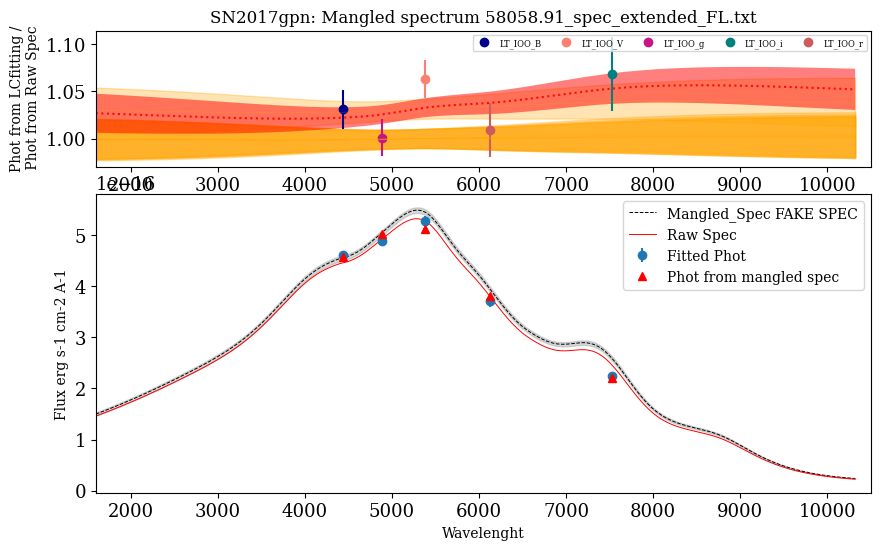 SN2017gpn: Mangled spectrum 58058.91_spec_extended_FL.txt
Phot from LCfitting /
Phot from Raw Spec
1.10
1.05
1.00
LT_IOO_B LT_IOO_V LT_IOO_g LT_IOO_i LT_IOO_r
2000 3000 4000 5000 6000 7000 8000 9000 10000
1e−16
Flux erg s-1 cm-2 A-1
5
4
3
2
1
0
Mangled_Spec FAKE SPEC
Raw Spec
Fitted Phot
Phot from mangled spec
2000 3000 4000 5000 6000 7000 8000 9000 10000
Wavelenght